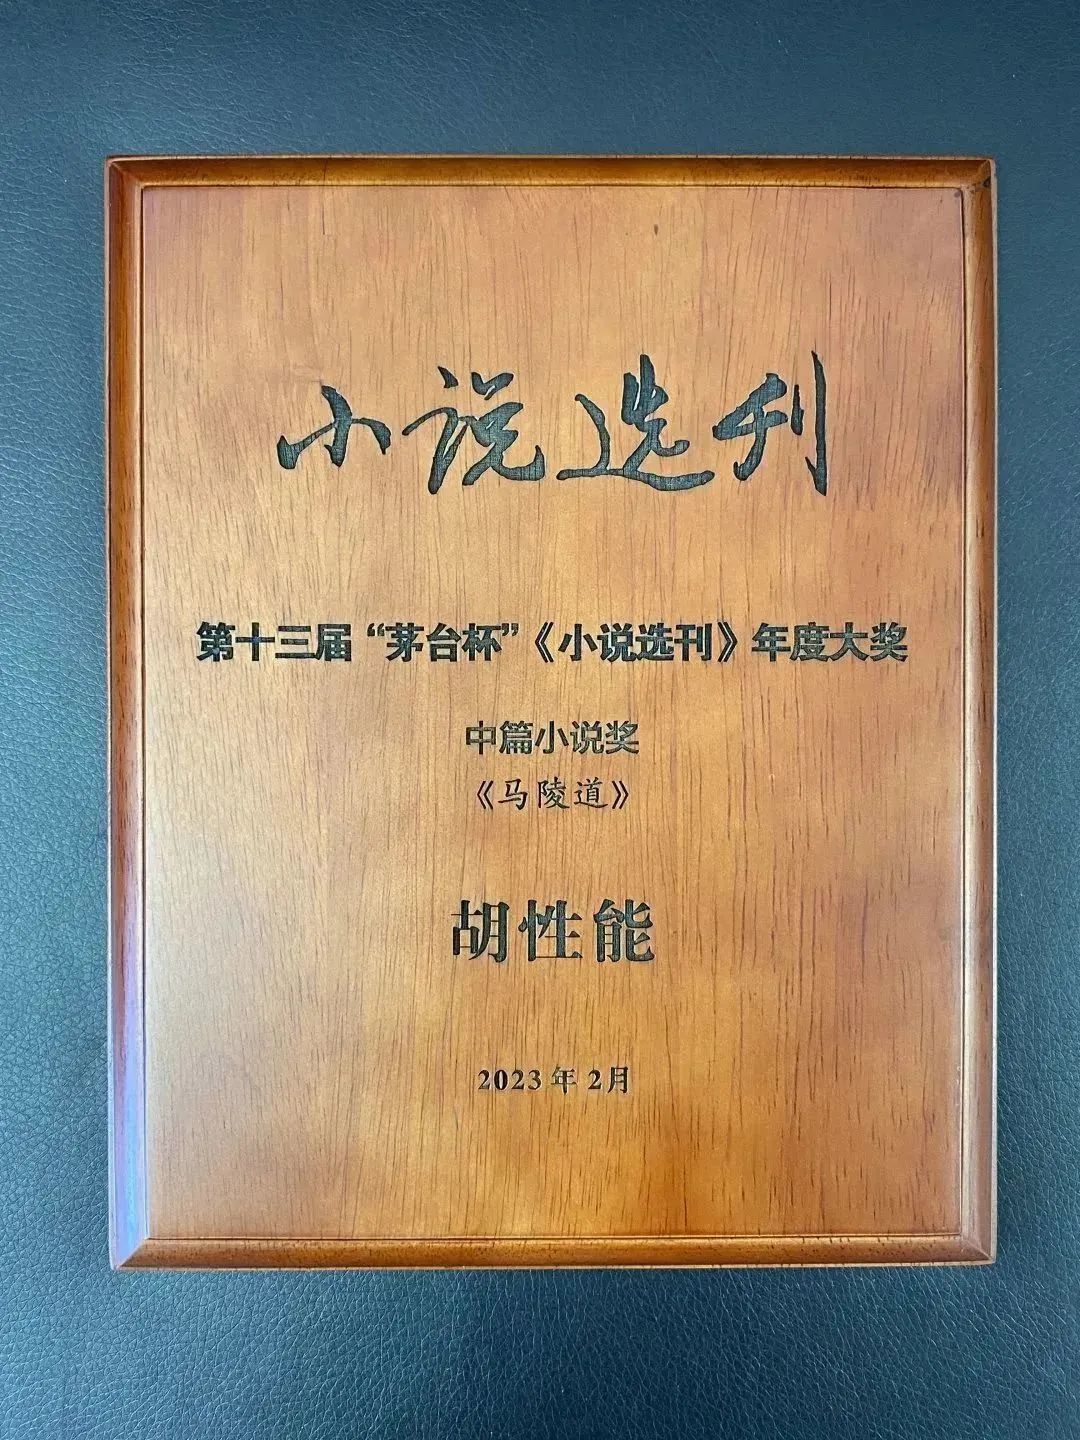 小说选刊
第十三届“茅台杯”《小说选刊》年度大奖
中篇小说奖
《马陵道》
胡性能
2023年2月